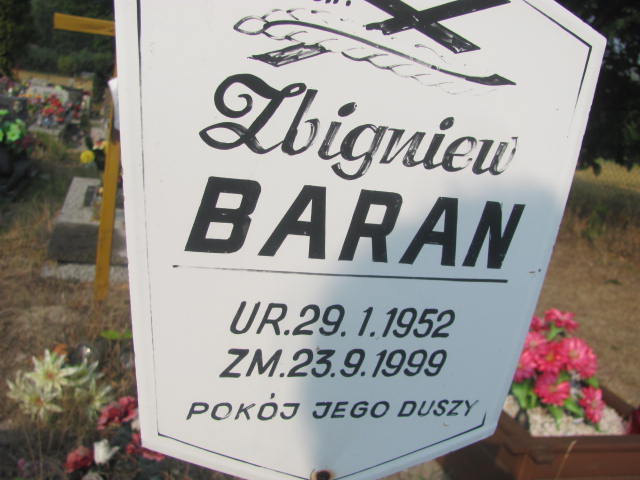 Zbigniew
BARAN
UR.29.1.1952
ZM.23.9.1999
POKÓJ JEGO DUSZY